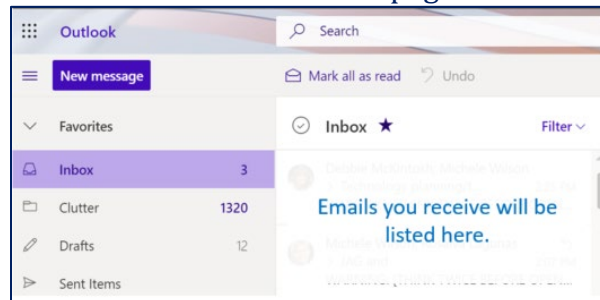 page
Outlook
Search
New message
Mark all as read
Undo
Favorites
Inbox ★
Filter
Inbox
3
Emails you receive will be
listed here.
Clutter
1320
Drafts
12
Sent Items